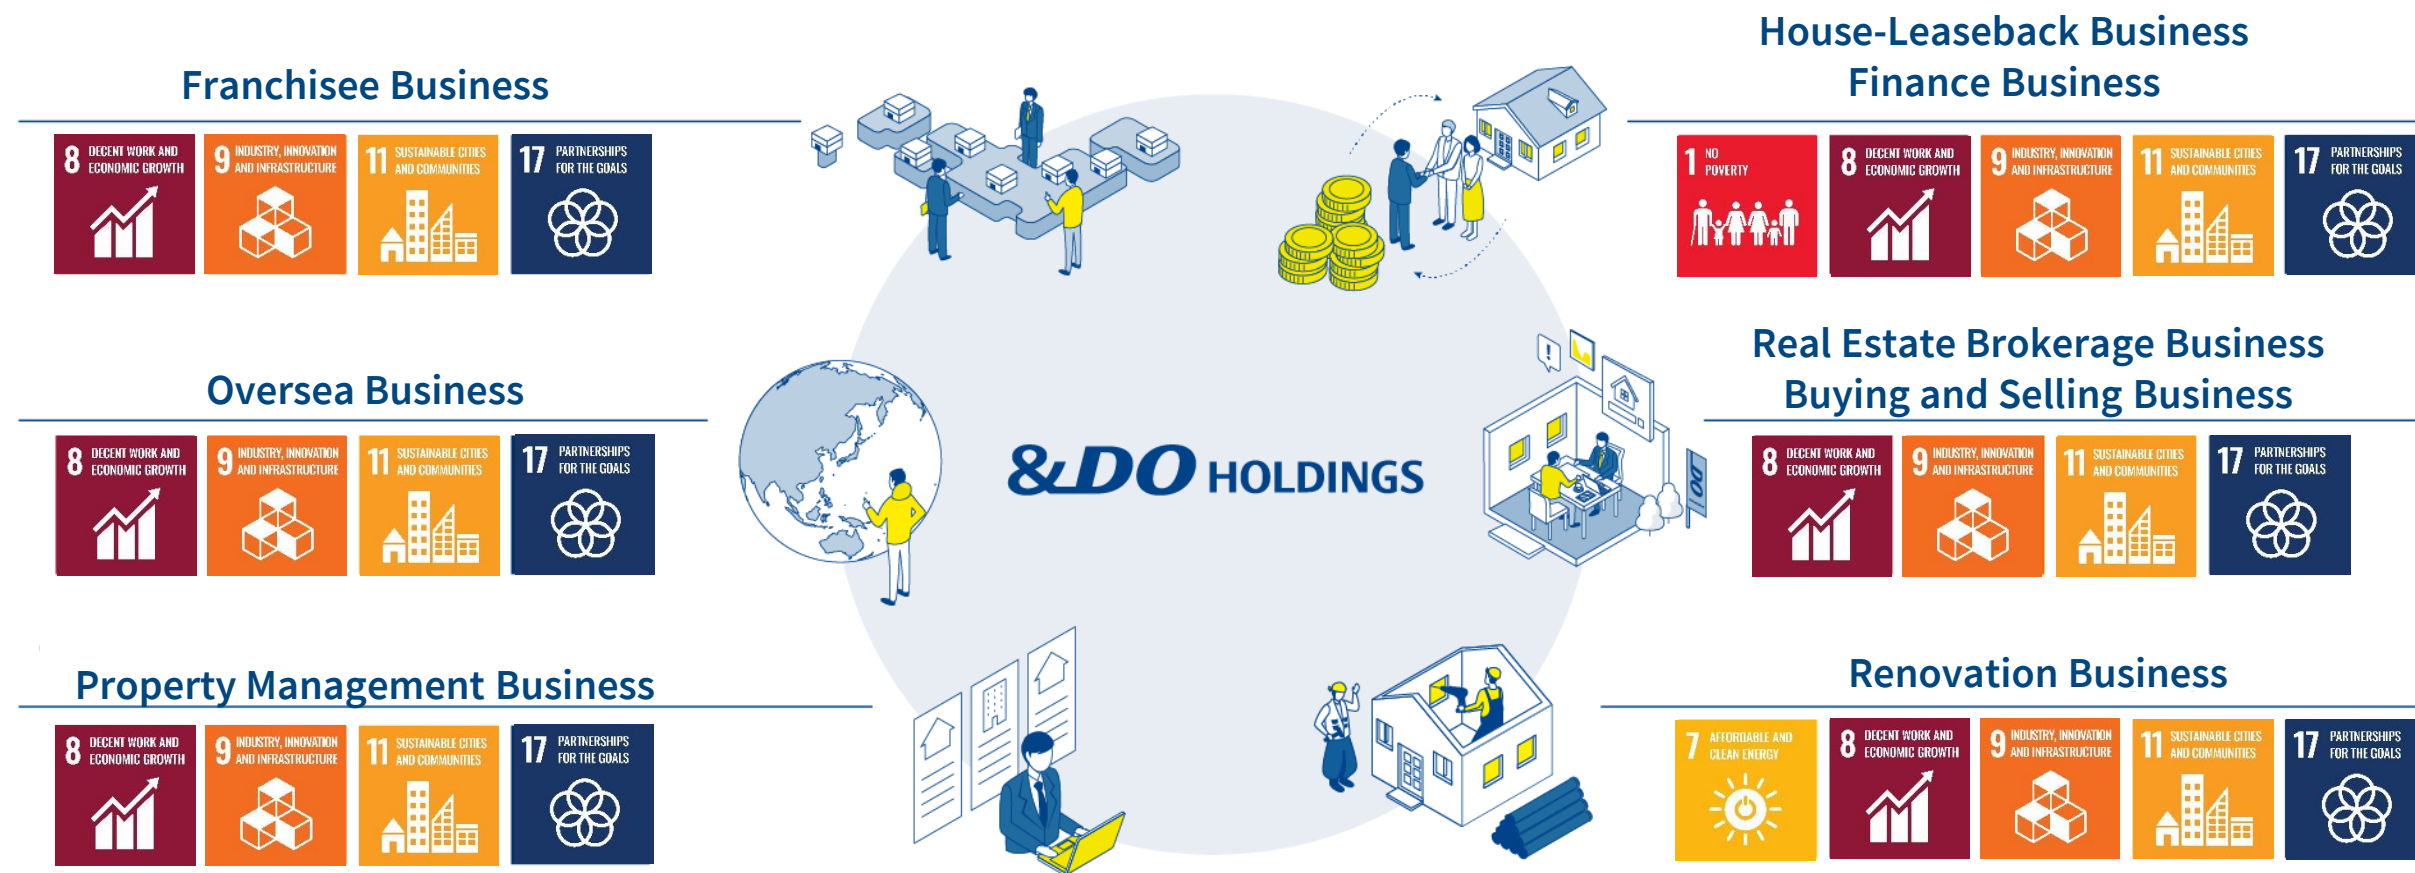 Franchisee Business
8 DECENT WORK AND
ECONOMIC GROWTH
9 INDUSTRY, INNOVATION
AND INFRASTRUCTURE
11 SUSTAINABLE CITIES
AND COMMUNITIES
17 PARTNERSHIPS
FOR THE GOALS
House-Leaseback Business
Finance Business
1 NO
POVERTY
8 DECENT WORK AND
ECONOMIC GROWTH
9 INDUSTRY, INNOVATION
AND INFRASTRUCTURE
11 SUSTAINABLE CITIES
AND COMMUNITIES
17 PARTNERSHIPS
FOR THE GOALS
Oversea Business
8 DECENT WORK AND
ECONOMIC GROWTH
9 INDUSTRY, INNOVATION
AND INFRASTRUCTURE
11 SUSTAINABLE CITIES
AND COMMUNITIES
17 PARTNERSHIPS
FOR THE GOALS
&DO HOLDINGS
!
DO
Real Estate Brokerage Business
Buying and Selling Business
8 DECENT WORK AND
ECONOMIC GROWTH
9 INDUSTRY, INNOVATION
AND INFRASTRUCTURE
11 SUSTAINABLE CITIES
AND COMMUNITIES
17 PARTNERSHIPS
FOR THE GOALS
Property Management Business
8 DECENT WORK AND
ECONOMIC GROWTH
9 INDUSTRY, INNOVATION
AND INFRASTRUCTURE
11 SUSTAINABLE CITIES
AND COMMUNITIES
17 PARTNERSHIPS
FOR THE GOALS
Renovation Business
7 AFFORDABLE AND
CLEAN ENERGY
8 DECENT WORK AND
ECONOMIC GROWTH
9 INDUSTRY, INNOVATION
AND INFRASTRUCTURE
11 SUSTAINABLE CITIES
AND COMMUNITIES
17 PARTNERSHIPS
FOR THE GOALS